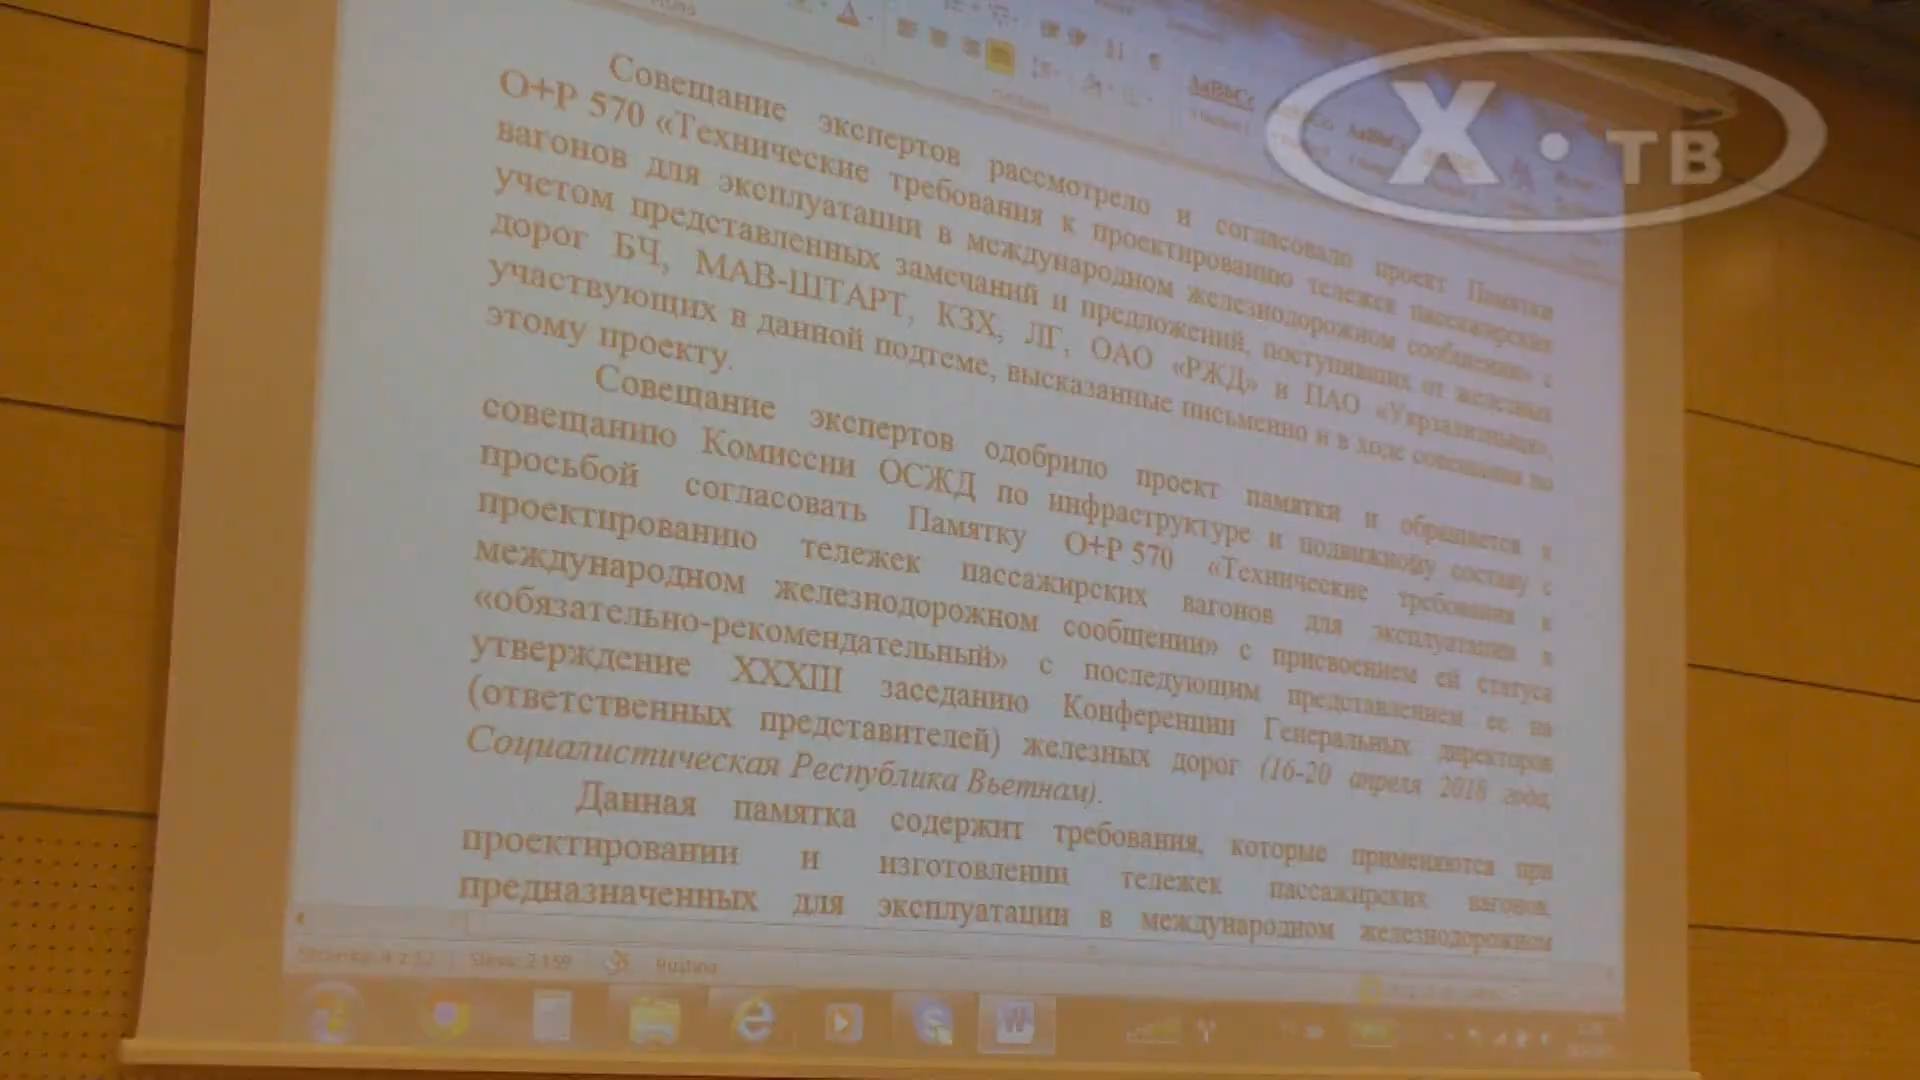 Х·ТВ
Совещание экспертов рассмотрело и согласовало проект Памятки
О+Р 570 «Технические требования к проектированию тележек пассажирских
вагонов для эксплуатации в международном железнодорожном сообщении» с
учетом представленных замечаний и предложений, поступивших от железных
дорог БЧ, МАВ-ШТАРТ, КЗХ, ЛГ, ОАО «РЖД» и ПАО «Укрзализныця»,
участвующих в данной подтеме, высказанные письменно и в ходе совещания по
этому проекту.
Совещание экспертов одобрило проект памятки и обращается к
совещанию Комиссии ОСЖД по инфраструктуре и подвижному составу с
просьбой согласовать Памятку О+Р 570 «Технические требования к
проектированию тележек пассажирских вагонов для эксплуатации в
международном железнодорожном сообщении» с присвоением ей статуса
«обязательно-рекомендательный» с последующим представлением ее на
утверждение XXXIII заседанию Конференции Генеральных директоров
(ответственных представителей) железных дорог (16-20 апреля 2018 года,
Социалистическая Республика Вьетнам).
Данная памятка содержит требования, которые применяются при
проектировании и изготовлении тележек пассажирских вагонов,
предназначенных для эксплуатации в международном железнодорожном